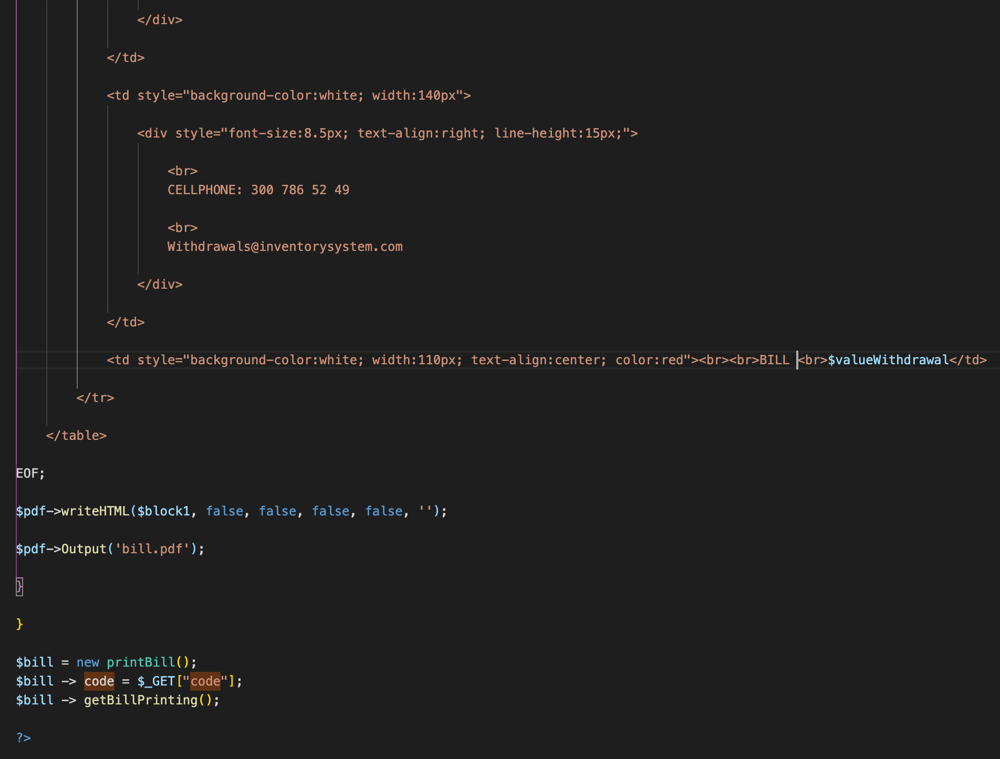 </div>
</td>
<td style="background-color:white; width:140px">
<div style="font-size:8.5px; text-align:right; line-height:15px;">
<br>
CELLPHONE: 300 786 52 49
<br>
Withdrawals@inventorysystem.com
</div>
</td>
<td style="background-color:white; width:110px; text-align:center; color:red"><br><br>BILL <br>$valueWithdrawal</td>
</tr>
</table>
EOF;
$pdf->writeHTML($block1, false, false, false, false, '');
$pdf->Output('bill.pdf');
}
}
$bill = new printBill();
$bill -> code = $_GET["code"];
$bill -> getBillPrinting();
?>